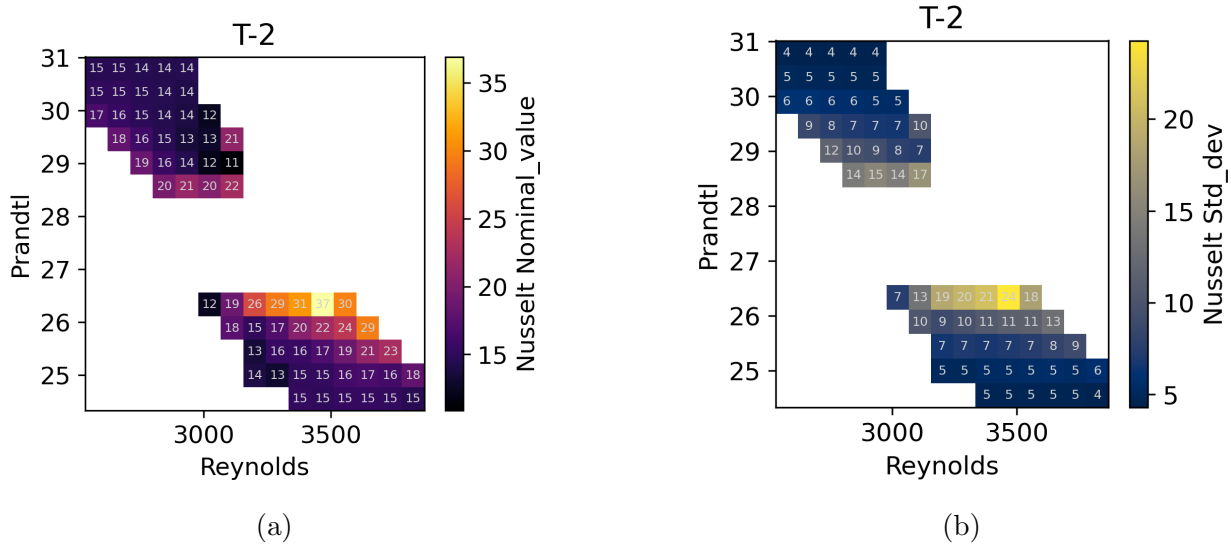 T-2
31
30
29
28
27
26
25
15 15 14 14 14
15 15 14 14 14
17 16 15 14 14 12
18 16 15 13 13 21
19 16 14 12 11
20 21 20 22
12 19 26 29 31 37 30
18 15 17 20 22 24 29
13 16 16 17 19 21 23
14 13 15 15 16 17 16 18
15 15 15 15 15 15
3000 3500
Reynolds
Prandtl
35
30
25
20
15
Nusselt Nominal_value
(a)
T-2
31
30
29
28
27
26
25
4 4 4 4 4
5 5 5 5 5
6 6 6 6 5 5
9 8 7 7 7 10
12 10 9 8 7
14 15 14 17
7 13 19 20 21 24 18
10 9 10 11 11 11 13
7 7 7 7 7 8 9
5 5 5 5 5 5 5 6
5 5 5 5 5 4
3000 3500
Reynolds
Prandtl
20
15
10
5
Nusselt Std_dev
(b)